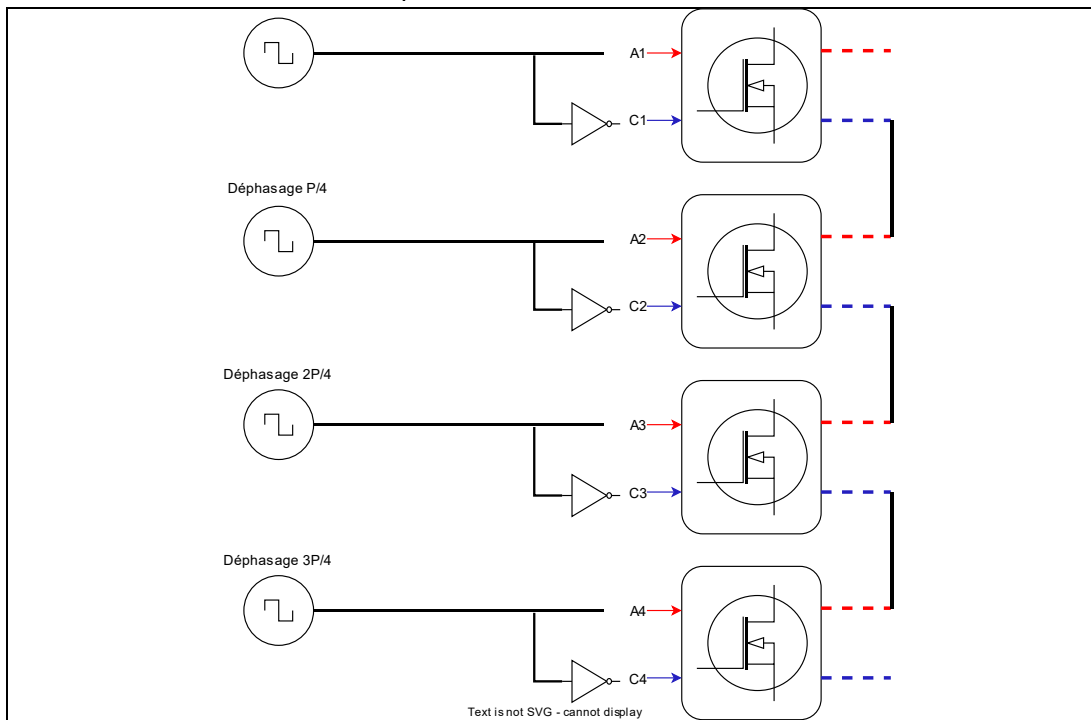 A1
C1
Déphasage P/4
A2
C2
Déphasage 2P/4
A3
C3
Déphasage 3P/4
A4
C4
Text is not SVG - cannot display